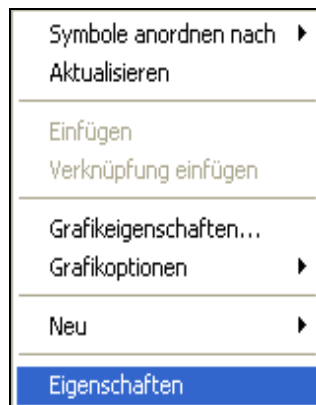 Symbole anordnen nach
Aktualisieren
Einfügen
Verknüpfung einfügen
Grafikeigenschaften...
Grafikoptionen
Neu
Eigenschaften